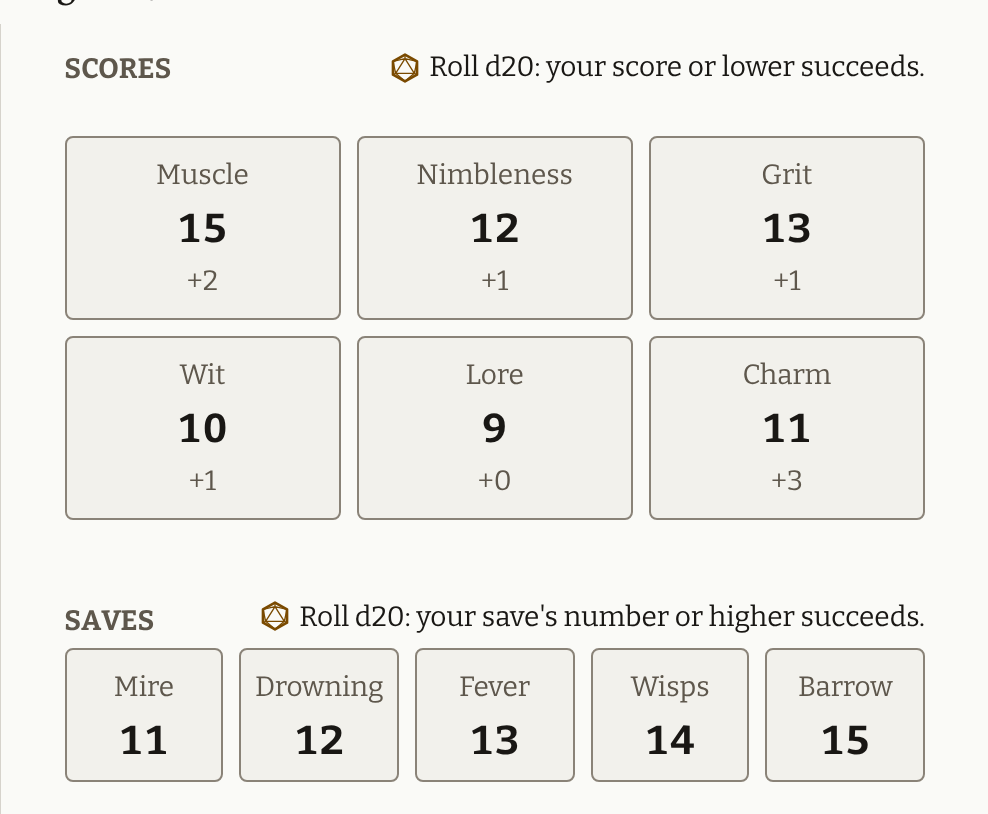 SCORES Roll d20: your score or lower succeeds.
Muscle Nimbleness Grit
15 12 13
+2 +1 +1
Wit Lore Charm
10 9 11
+1 +0 +3
SAVES Roll d20: your save's number or higher succeeds.
Mire Drowning Fever Wisps Barrow
11 12 13 14 15